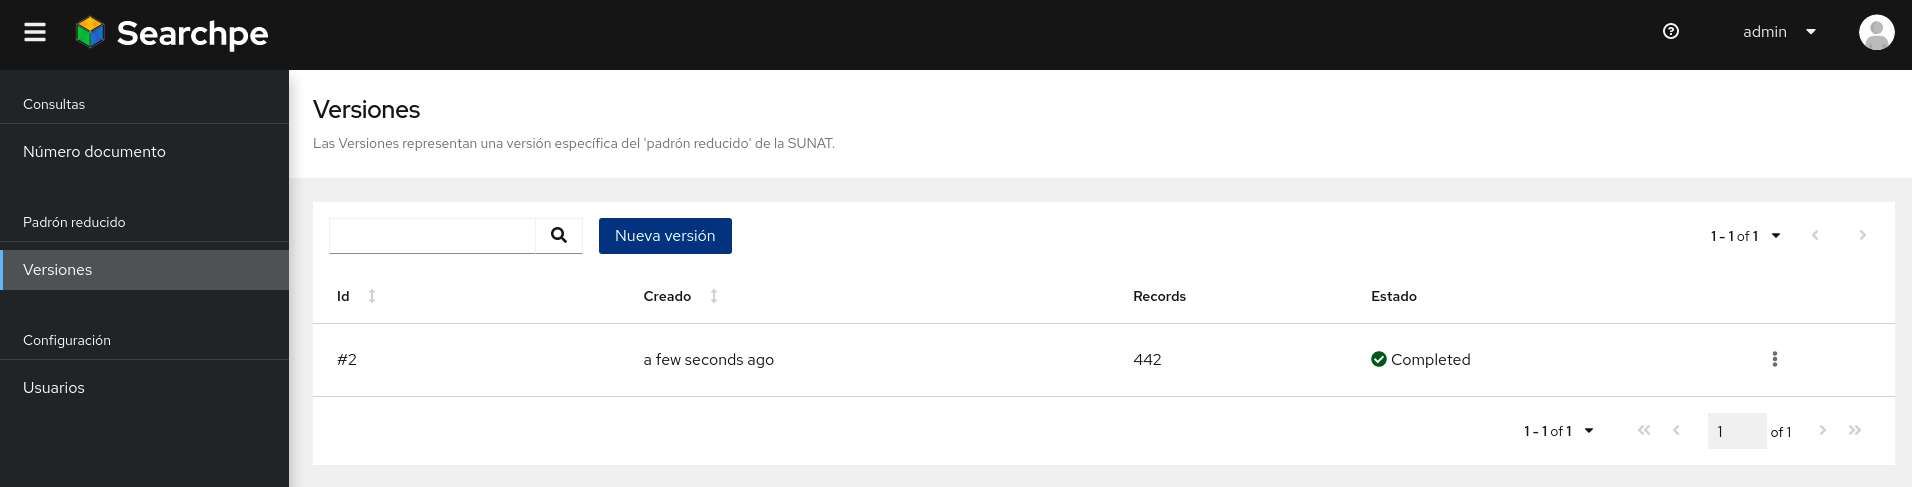 Searchpe
admin
Consultas
Número documento
Padrón reducido
Versiones
Configuración
Usuarios
Versiones
Las Versiones representan una versión específica del 'padrón reducido' de la SUNAT.
Nueva versión
1 - 1 of 1
Id Creado Records Estado
#2 a few seconds ago 442 Completed
1 - 1 of 1 1 of 1